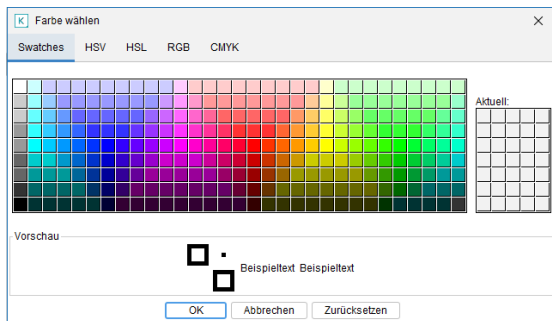 K Farbe wählen
Swatches HSV HSL RGB CMYK
Aktuell:
Vorschau
Beispieltext Beispieltext
OK Abbrechen Zurücksetzen